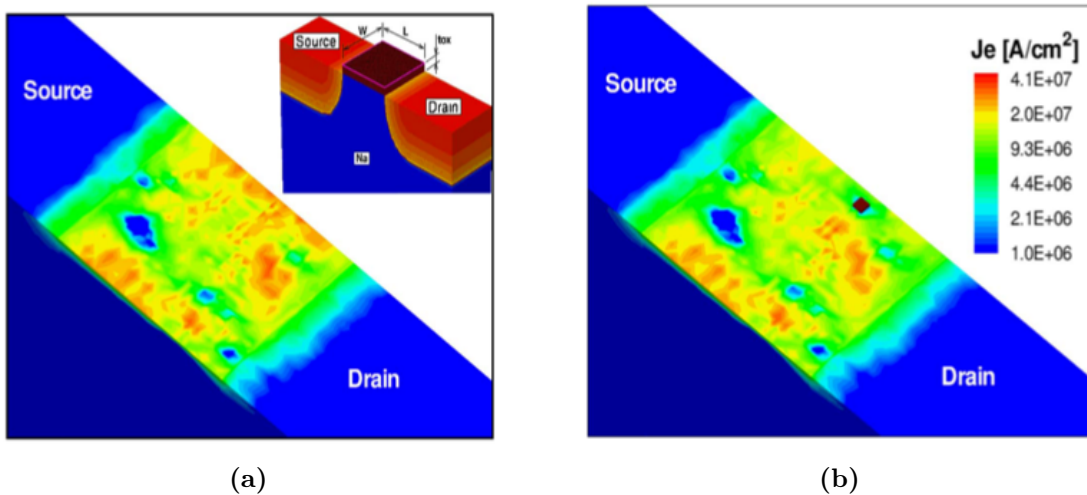 Source
Drain
Source
W
L
tox
Drain
Na
(a)
Source
Drain
Je [A/cm²]
4.1E+07
2.0E+07
9.3E+06
4.4E+06
2.1E+06
1.0E+06
(b)